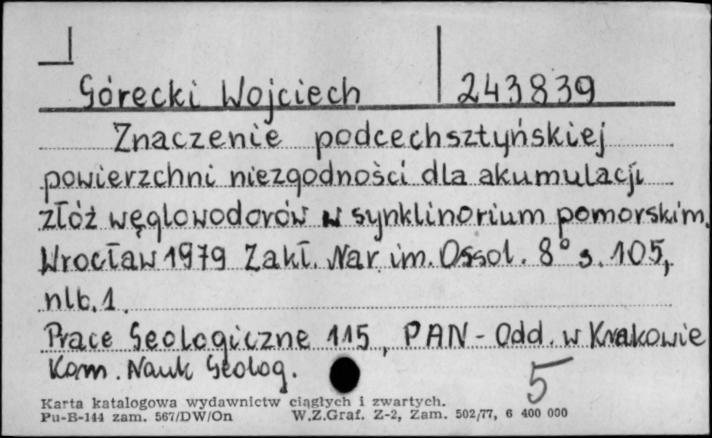 Górecki Wojciech 243839
Znaczenie podcechsztyńskiej
powierzchni niezgodności dla akumulacji
złóż węglowodorów w synklinorium pomorskim.
Wrocław 1979 Zakł. Nar. im. Ossol. 8° s. 105,
nlb. 1.
Prace Geologiczne 115, PAN - Odd. w Krakowie
Kom. Nauk Geolog.
5
Karta katalogowa wydawnictw ciągłych i zwartych.
Pu-B-144 zam. 567/DW/On W.Z.Graf. Z-2, Zam. 502/77, 6 400 000